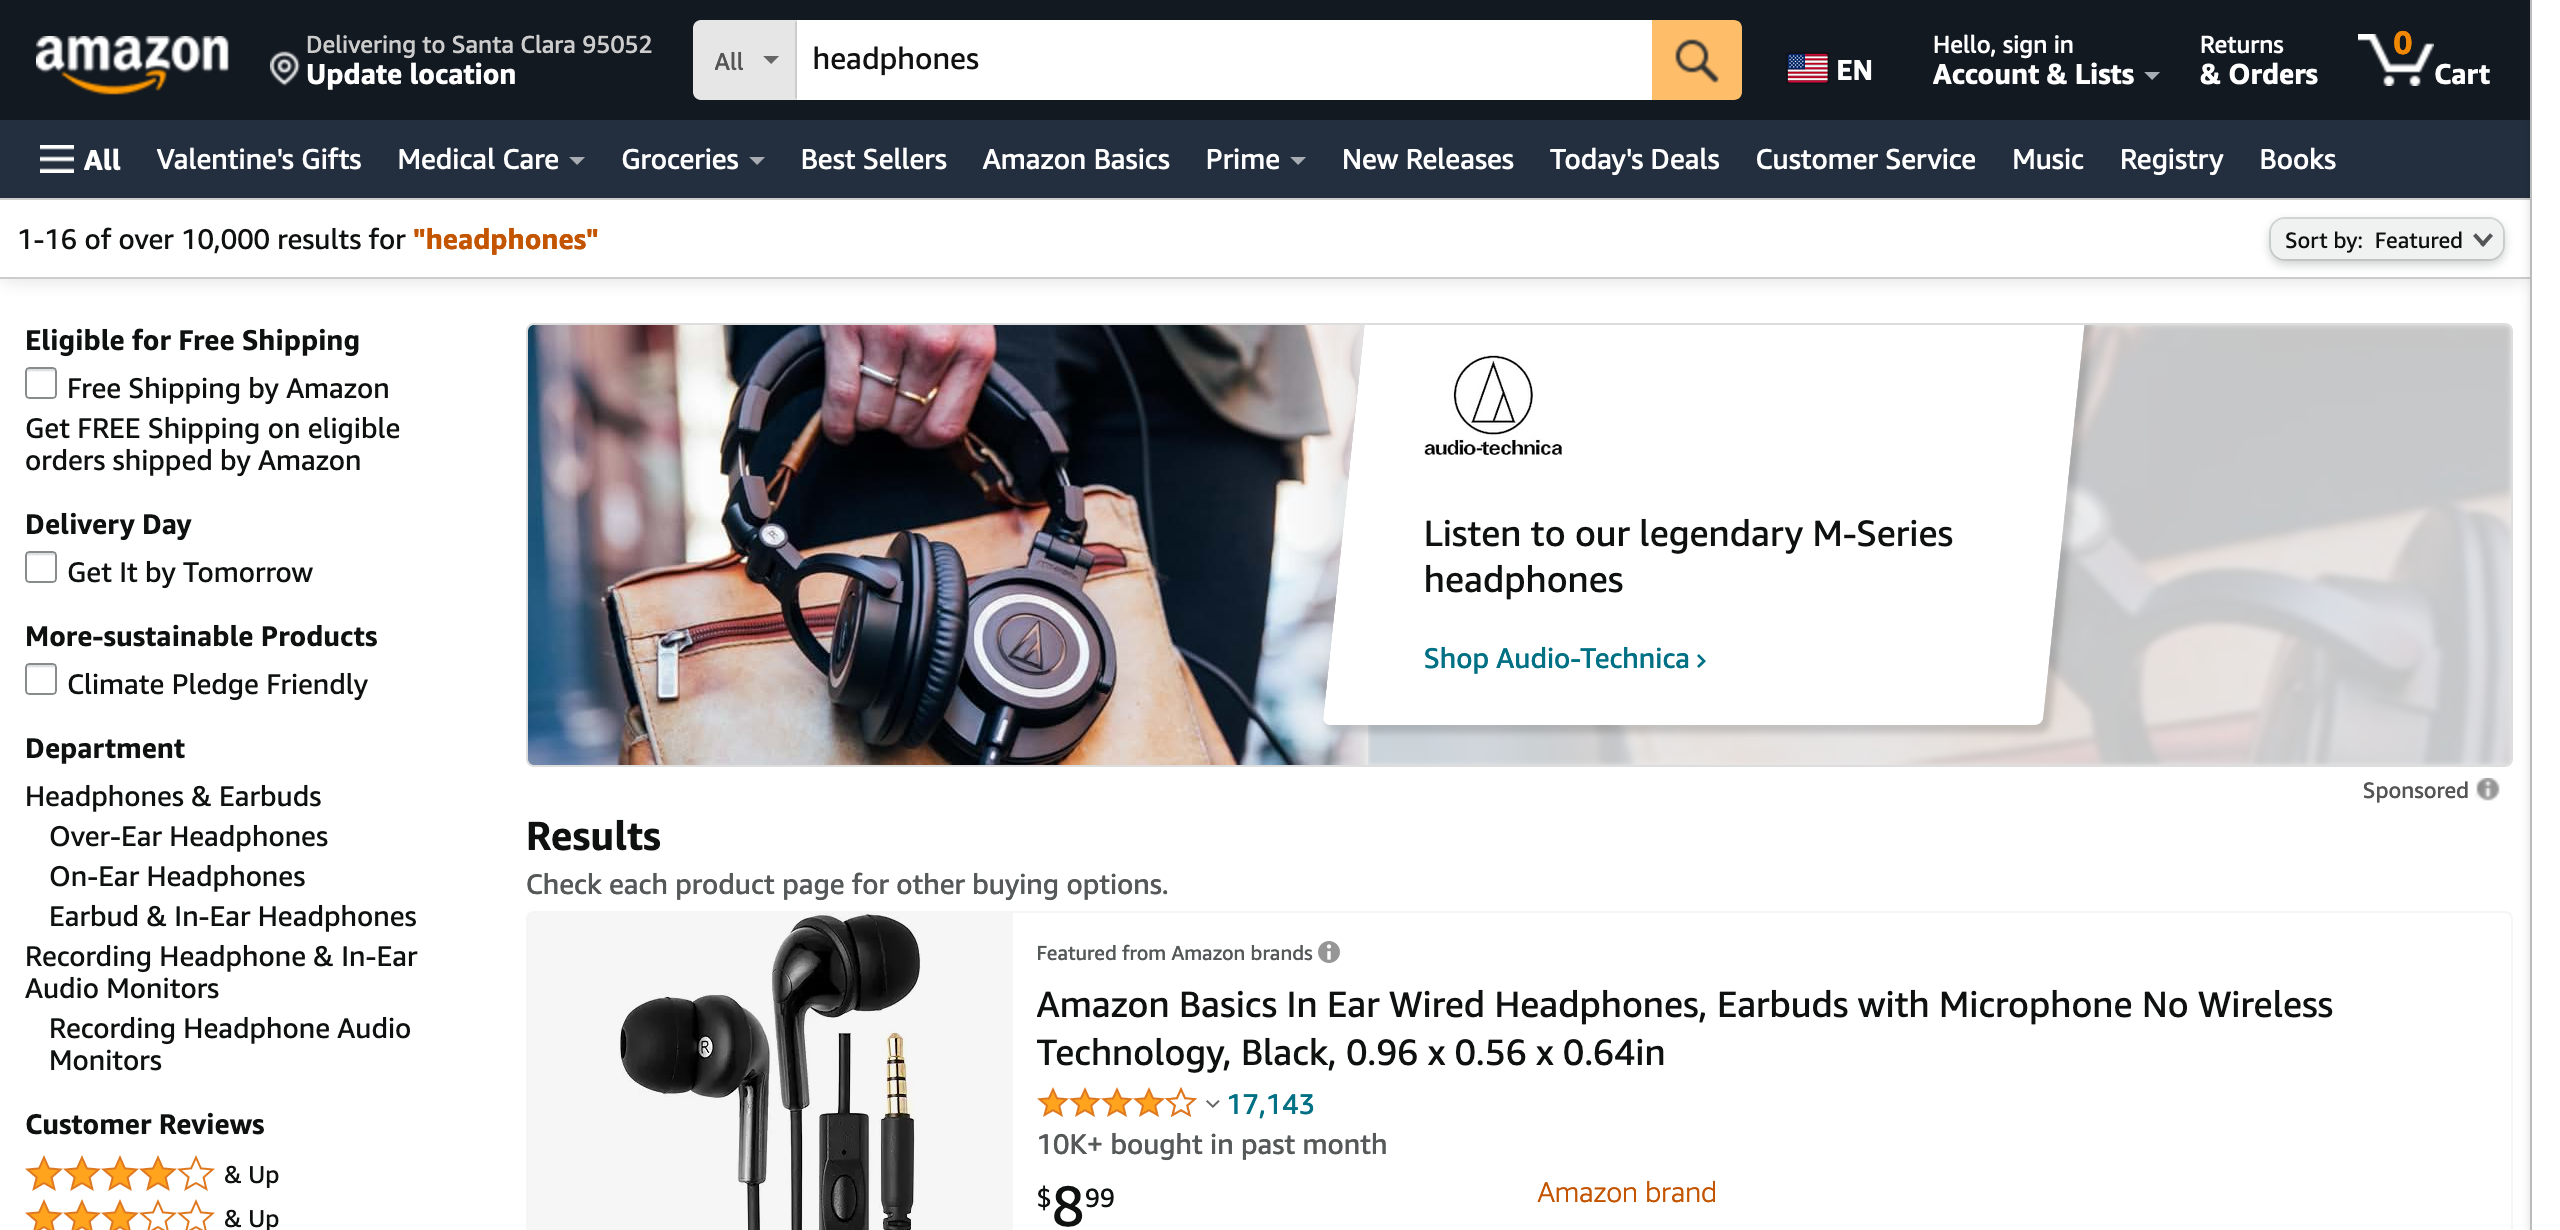 amazon
Delivering to Santa Clara 95052
Update location
All
headphones
EN
Hello, sign in
Account & Lists
Returns
& Orders
0
Cart
All
Valentine's Gifts
Medical Care
Groceries
Best Sellers
Amazon Basics
Prime
New Releases
Today's Deals
Customer Service
Music
Registry
Books
1-16 of over 10,000 results for "headphones"
Sort by: Featured
Eligible for Free Shipping
Free Shipping by Amazon
Get FREE Shipping on eligible
orders shipped by Amazon
Delivery Day
Get It by Tomorrow
More-sustainable Products
Climate Pledge Friendly
Department
Headphones & Earbuds
Over-Ear Headphones
On-Ear Headphones
Earbud & In-Ear Headphones
Recording Headphone & In-Ear
Audio Monitors
Recording Headphone Audio
Monitors
Customer Reviews
& Up
& Up
audio-technica
Listen to our legendary M-Series
headphones
Shop Audio-Technica ›
Sponsored
Results
Check each product page for other buying options.
R
Featured from Amazon brands
Amazon Basics In Ear Wired Headphones, Earbuds with Microphone No Wireless
Technology, Black, 0.96 x 0.56 x 0.64in
17,143
10K+ bought in past month
$899
Amazon brand